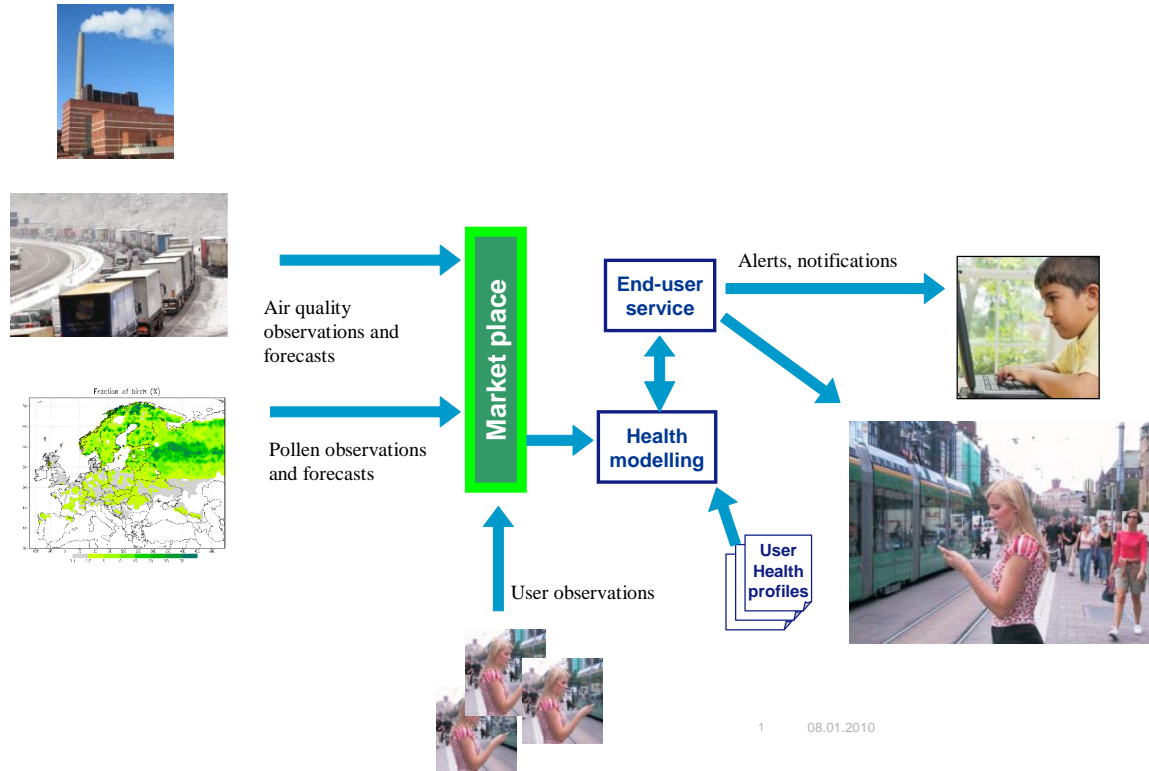 Air quality
observations and
forecasts
Fraction of birch (%)
Pollen observations
and forecasts
Market place
User observations
End-user
service
Health
modelling
Alerts, notifications
User
Health
profiles
1 08.01.2010